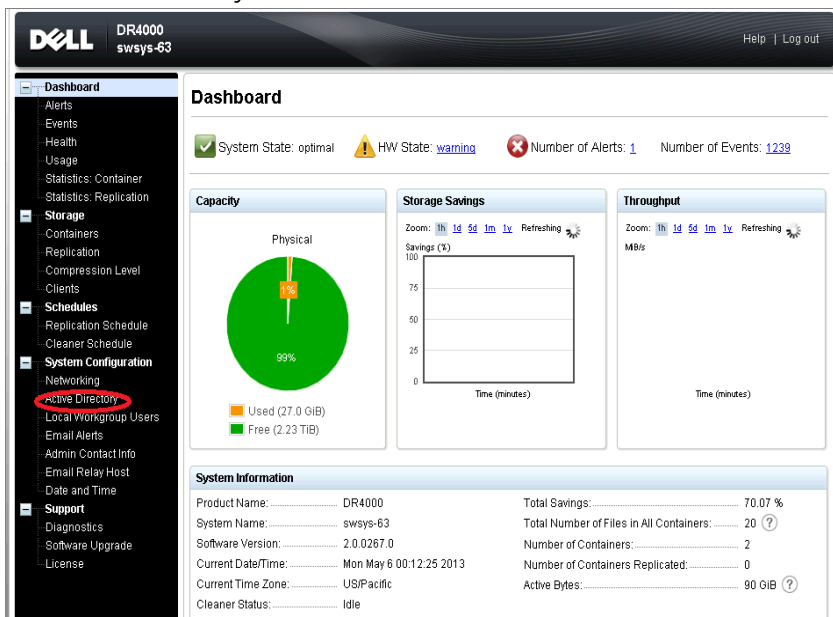 DELL
DR4000
swsys-63
Help | Log out
Dashboard
Alerts
Events
Health
Usage
Statistics: Container
Statistics: Replication
Storage
Containers
Replication
Compression Level
Clients
Schedules
Replication Schedule
Cleaner Schedule
System Configuration
Networking
Active Directory
Local Workgroup Users
Email Alerts
Admin Contact Info
Email Relay Host
Date and Time
Support
Diagnostics
Software Upgrade
License
Dashboard
System State: optimal
HW State: warning
Number of Alerts: 1
Number of Events: 1239
Capacity
Physical
1%
99%
Used (27.0 GiB)
Free (2.23 TiB)
Storage Savings
Zoom: 1h 1d 5d 1m 1y Refreshing
Savings (%)
100
75
50
25
0
Time (minutes)
Throughput
Zoom: 1h 1d 5d 1m 1y Refreshing
MiB/s
Time (minutes)
System Information
Product Name: DR4000
System Name: swsys-63
Software Version: 2.0.0267.0
Current Date/Time: Mon May 6 00:12:25 2013
Current Time Zone: US/Pacific
Cleaner Status: Idle
Total Savings: 70.07 %
Total Number of Files in All Containers: 20 ?
Number of Containers: 2
Number of Containers Replicated: 0
Active Bytes: 90 GiB ?